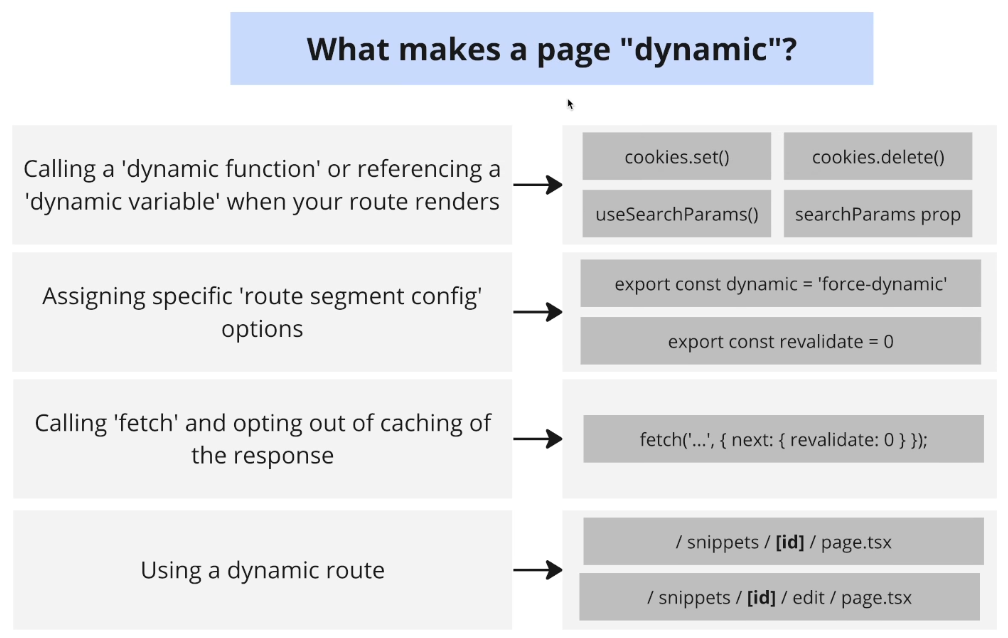 What makes a page "dynamic"?
Calling a 'dynamic function' or referencing a
'dynamic variable' when your route renders
cookies.set()
cookies.delete()
useSearchParams()
searchParams prop
Assigning specific 'route segment config'
options
export const dynamic = 'force-dynamic'
export const revalidate = 0
Calling 'fetch' and opting out of caching of
the response
fetch('...', { next: { revalidate: 0 } });
Using a dynamic route
/ snippets / [id] / page.tsx
/ snippets / [id] / edit / page.tsx